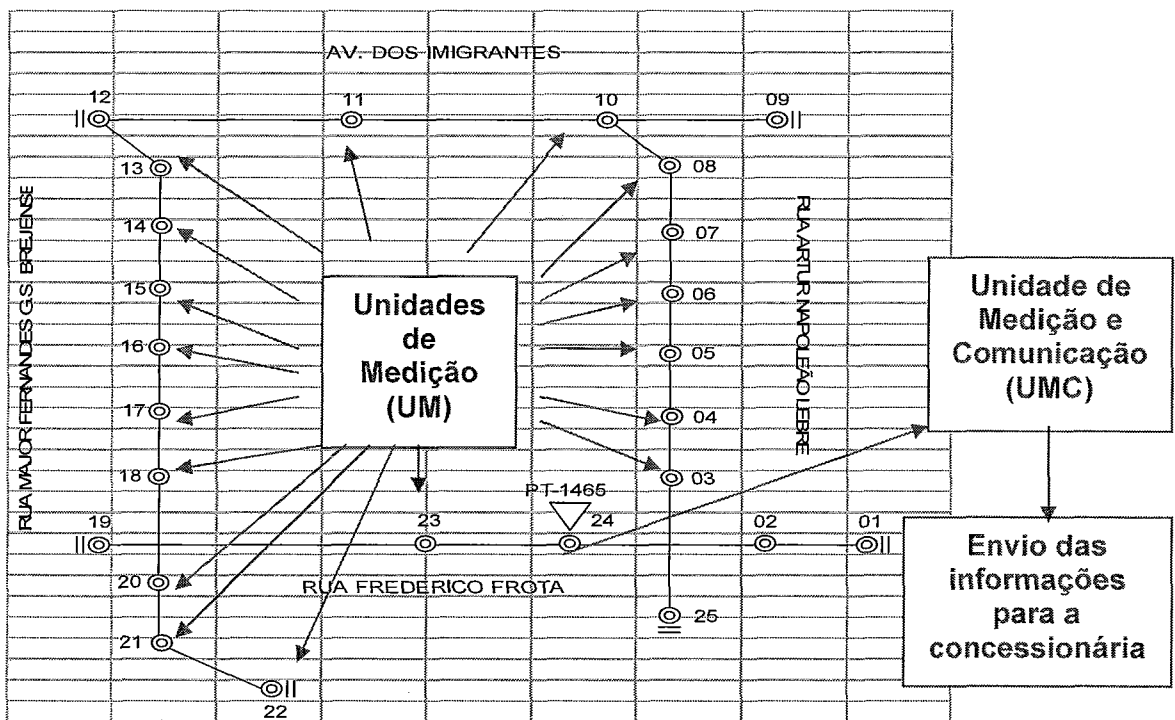 AV. DOS IMIGRANTES
12
11
10
09
13
08
14
07
15
06
16
05
17
04
18
03
RUA MAJOR FERNANDES G.S. BREJENSE
RUA ARTUR NAPOLEÃO LEBRE
Unidades
de
Medição
(UM)
Unidade de
Medição e
Comunicação
(UMC)
PT-1465
19
23
24
02
01
20
RUA FREDERICO FROTA
25
21
22
Envio das
informações
para a
concessionária